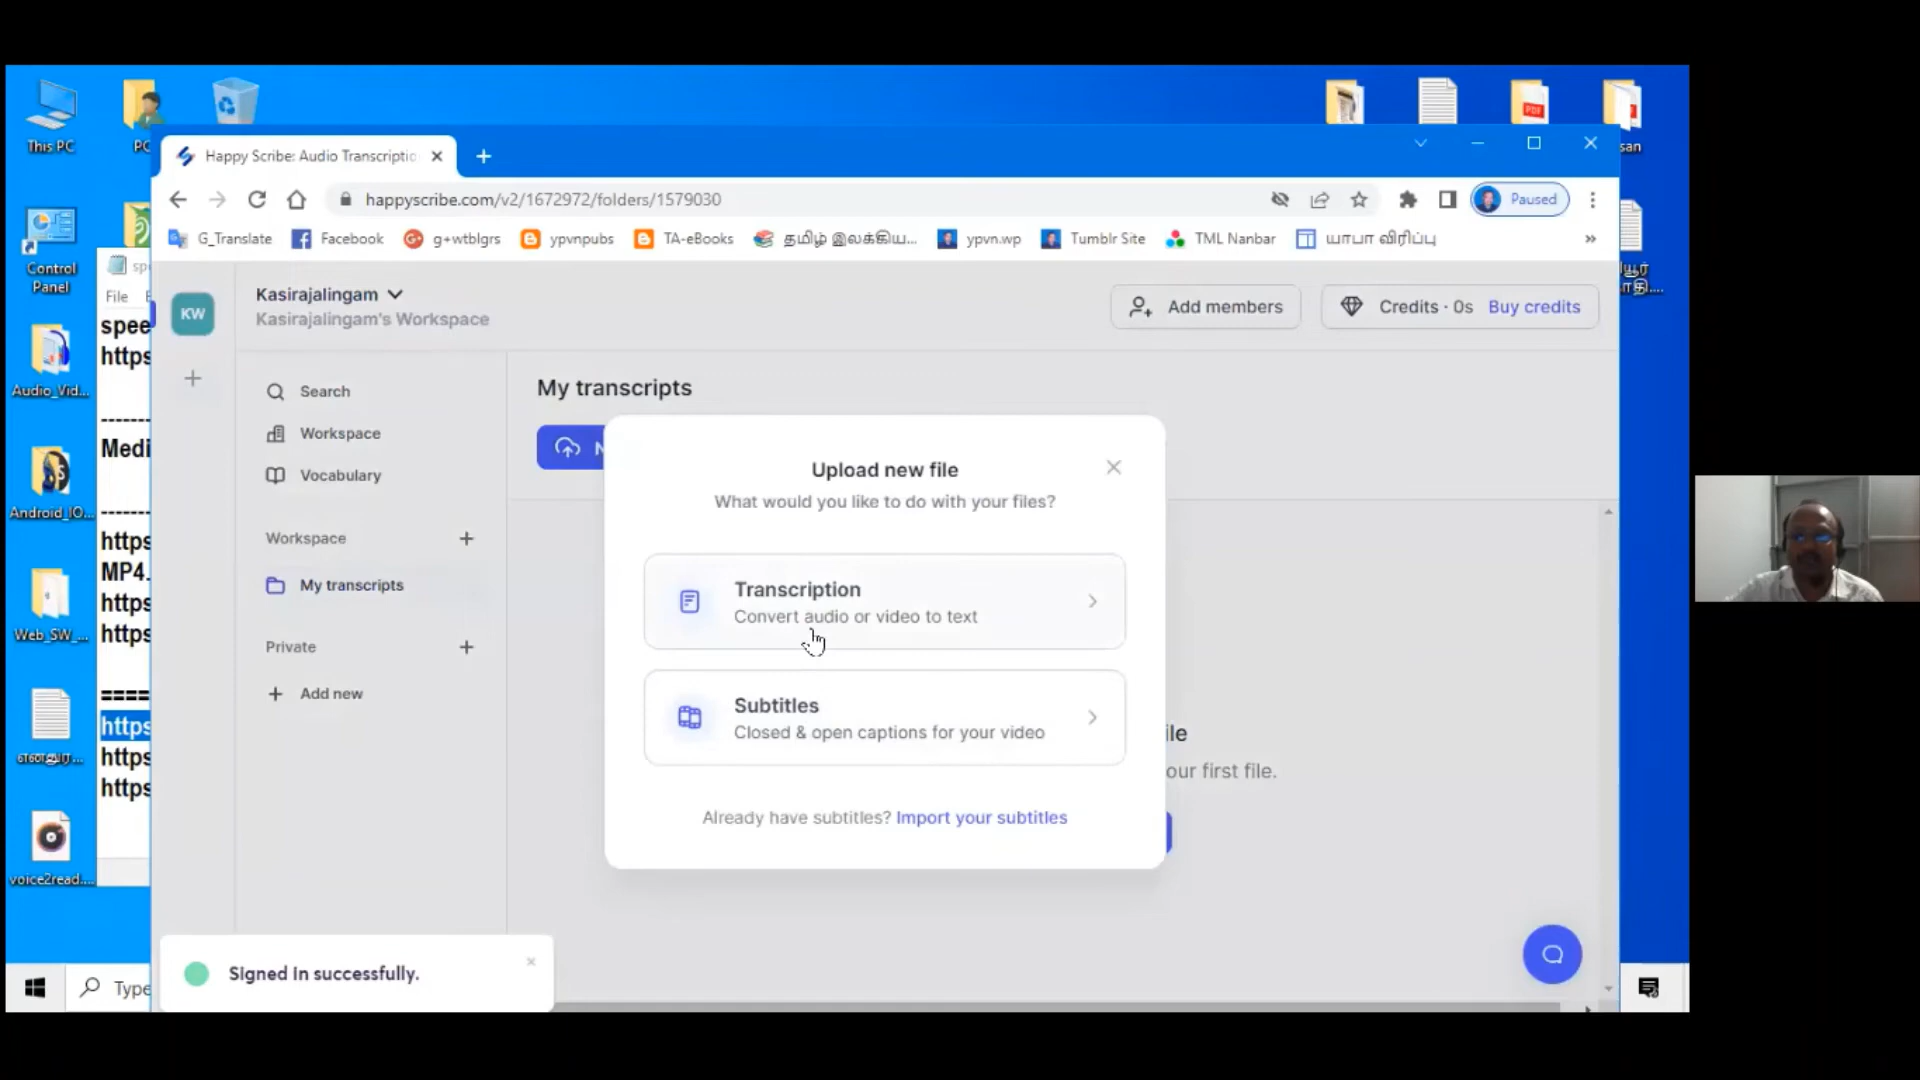 This PC
PC
san
Happy Scribe: Audio Transcriptio
happyscribe.com/v2/1672972/folders/1579030
Paused
G_Translate
Facebook
g+wtblgrs
ypvnpubs
TA-eBooks
தமிழ் இலக்கிய...
ypvn.wp
Tumblr Site
TML Nanbar
யாபா விரிப்பு
»
Control
Panel
File
Kasirajalingam
Kasirajalingam's Workspace
KW
Add members
Credits · 0s
Buy credits
spee
https
Audio_Vid...
Search
Workspace
Vocabulary
My transcripts
N
-------
Medi
-------
Android_IO...
https
MP4.
https
https
Web_SW_...
Workspace
My transcripts
Private
Add new
Upload new file
What would you like to do with your files?
Transcription
Convert audio or video to text
Subtitles
Closed & open captions for your video
Already have subtitles? Import your subtitles
ile
our first file.
====
https
https
https
voice2read....
Signed in successfully.
Type